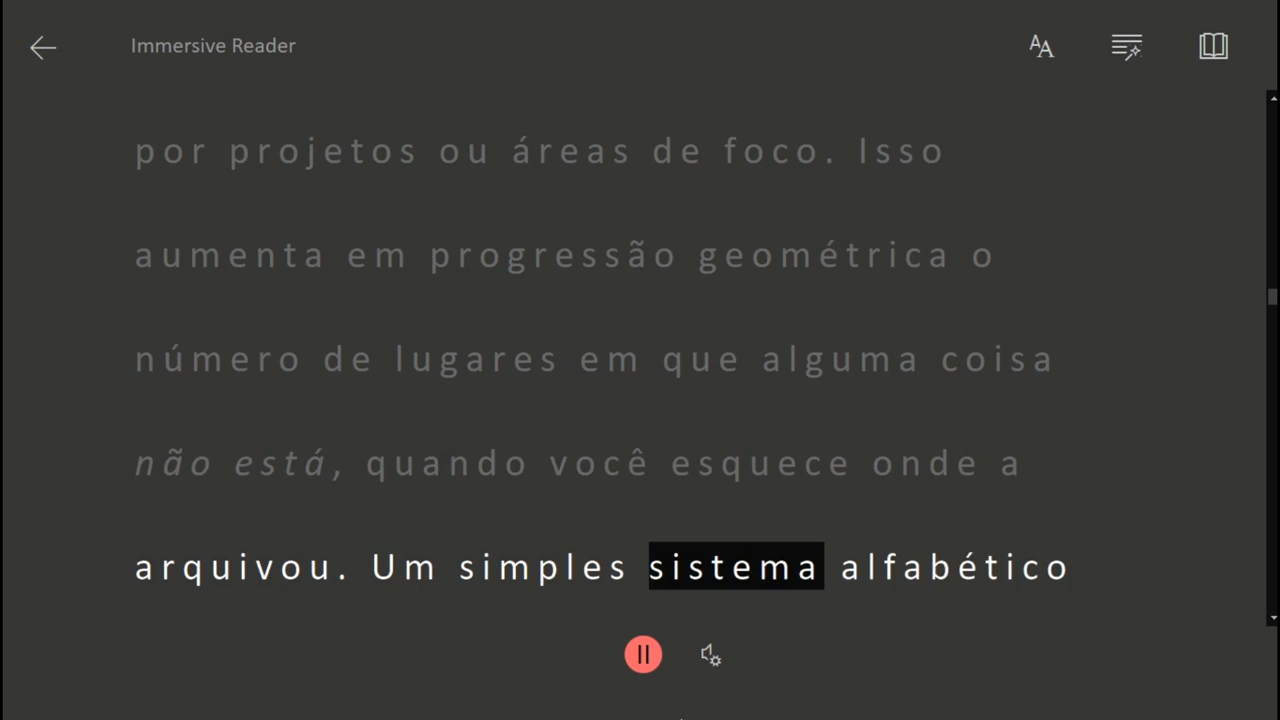 Immersive Reader
por projetos ou áreas de foco. Isso
aumenta em progressão geométrica o
número de lugares em que alguma coisa
não está, quando você esquece onde a
arquivou. Um simples sistema alfabético